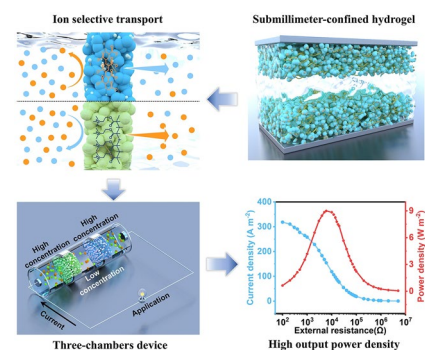 Ion selective transport
Submillimeter-confined hydrogel
High
concentration
High
concentration
Low
concentration
Application
Current
Three-chambers device
Current density(A m⁻²)
400
300
200
100
0
Power density(W m⁻²)
9
6
3
0
10² 10³ 10⁴ 10⁵ 10⁶ 10⁷
External resistance(Ω)
High output power density